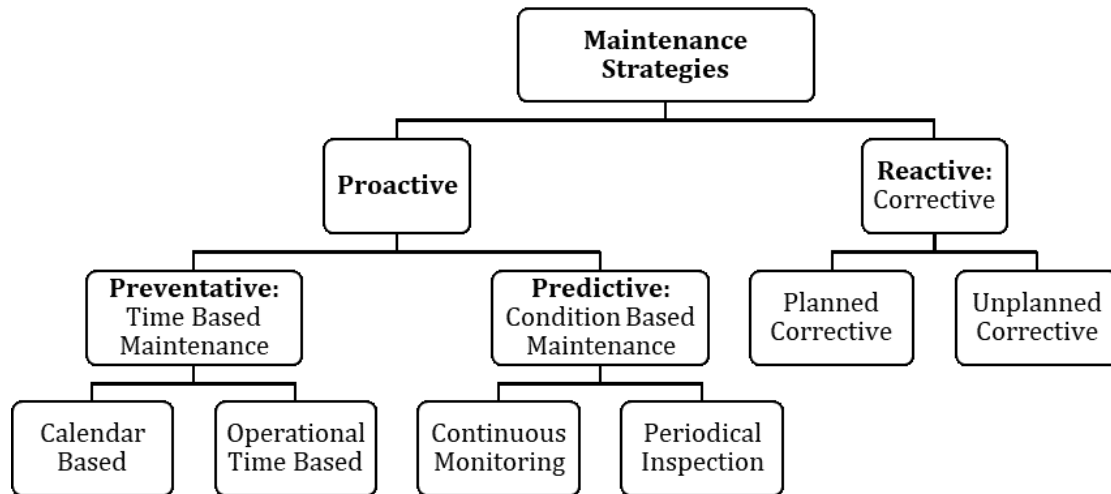 Maintenance
Strategies
Proactive
Reactive:
Corrective
Preventative:
Time Based
Maintenance
Predictive:
Condition Based
Maintenance
Planned
Corrective
Unplanned
Corrective
Calendar
Based
Operational
Time Based
Continuous
Monitoring
Periodical
Inspection